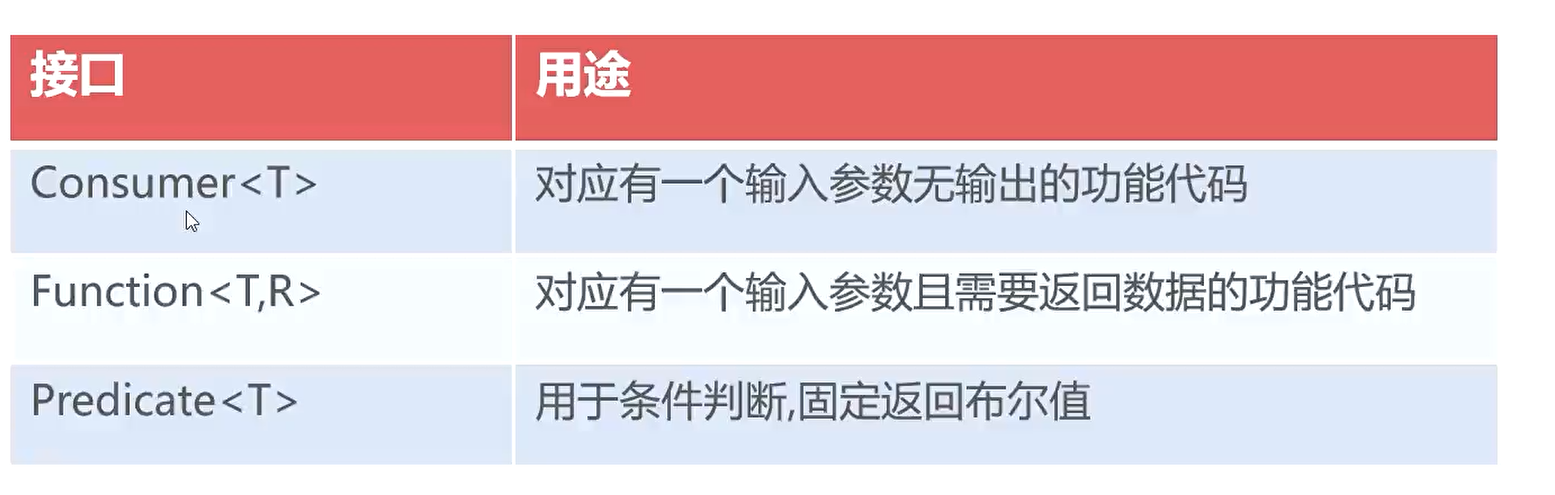 接口
用途
Consumer<T>
对应有一个输入参数无输出的功能代码
Function<T,R>
对应有一个输入参数且需要返回数据的功能代码
Predicate<T>
用于条件判断,固定返回布尔值